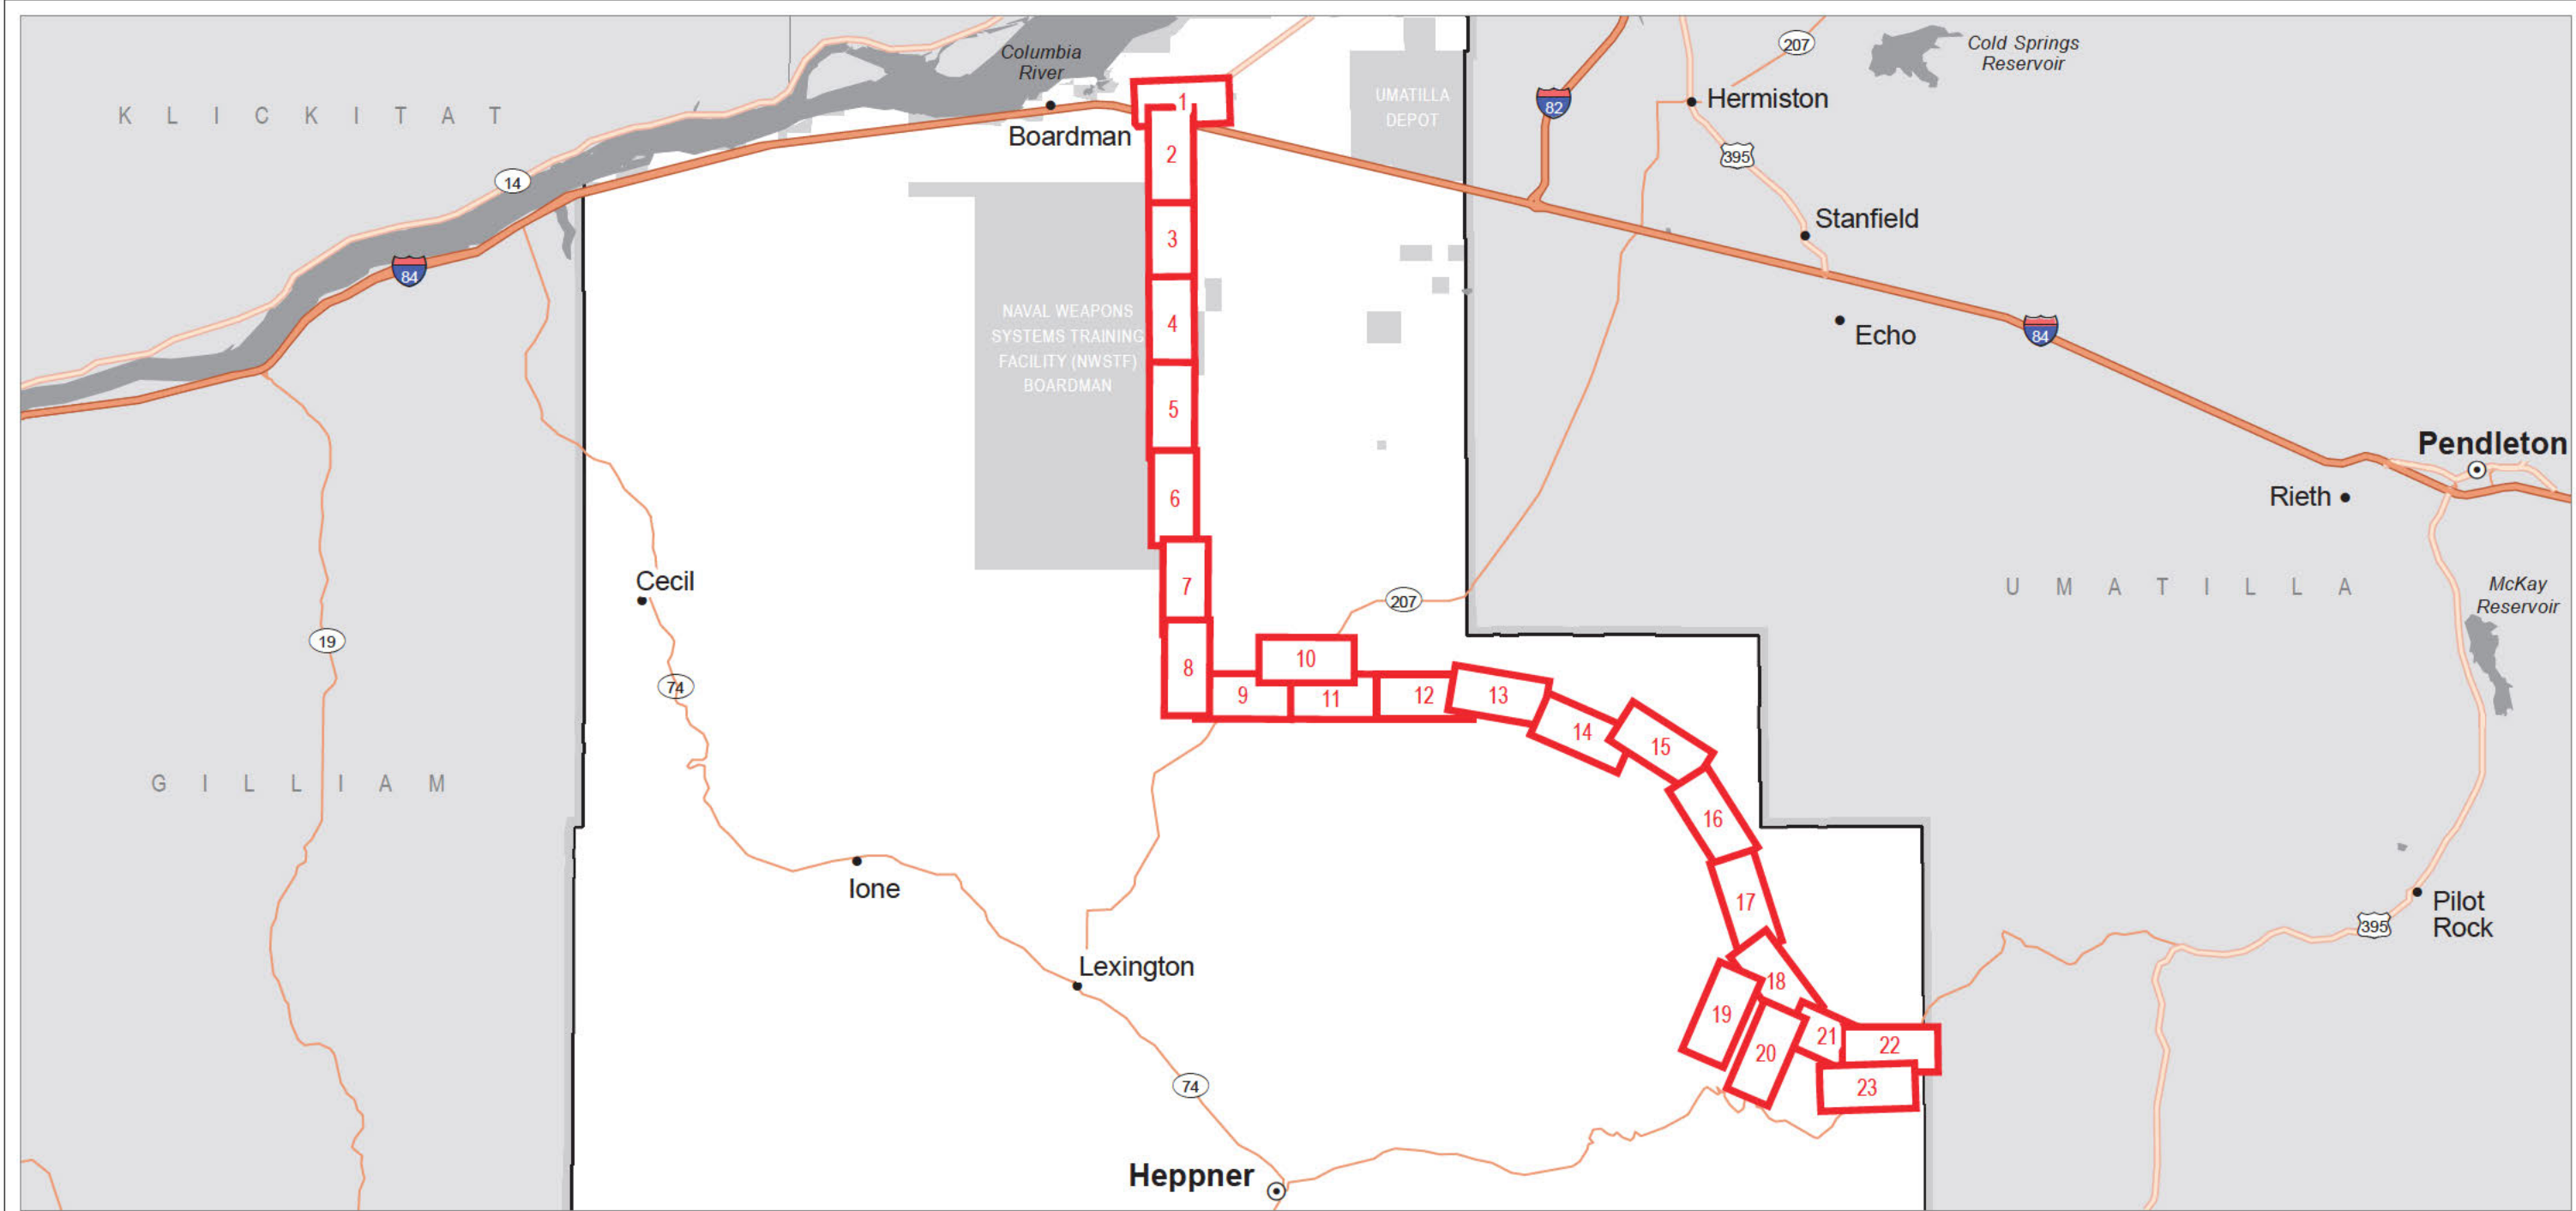 Columbia
River
207
Cold Springs
Reservoir
K L I C K I T A T
UMATILLA
DEPOT
82
Hermiston
1
Boardman
2
395
14
Stanfield
3
84
NAVAL WEAPONS
SYSTEMS TRAINING
FACILITY (NWSTF)
BOARDMAN
4
Echo
84
5
Pendleton
6
Rieth
Cecil
7
207
U M A T I L L A
McKay
Reservoir
19
74
8
9
10
11
12
13
14
15
G I L L I A M
16
Ione
17
Pilot
Rock
395
Lexington
18
19
20
21
22
23
74
Heppner